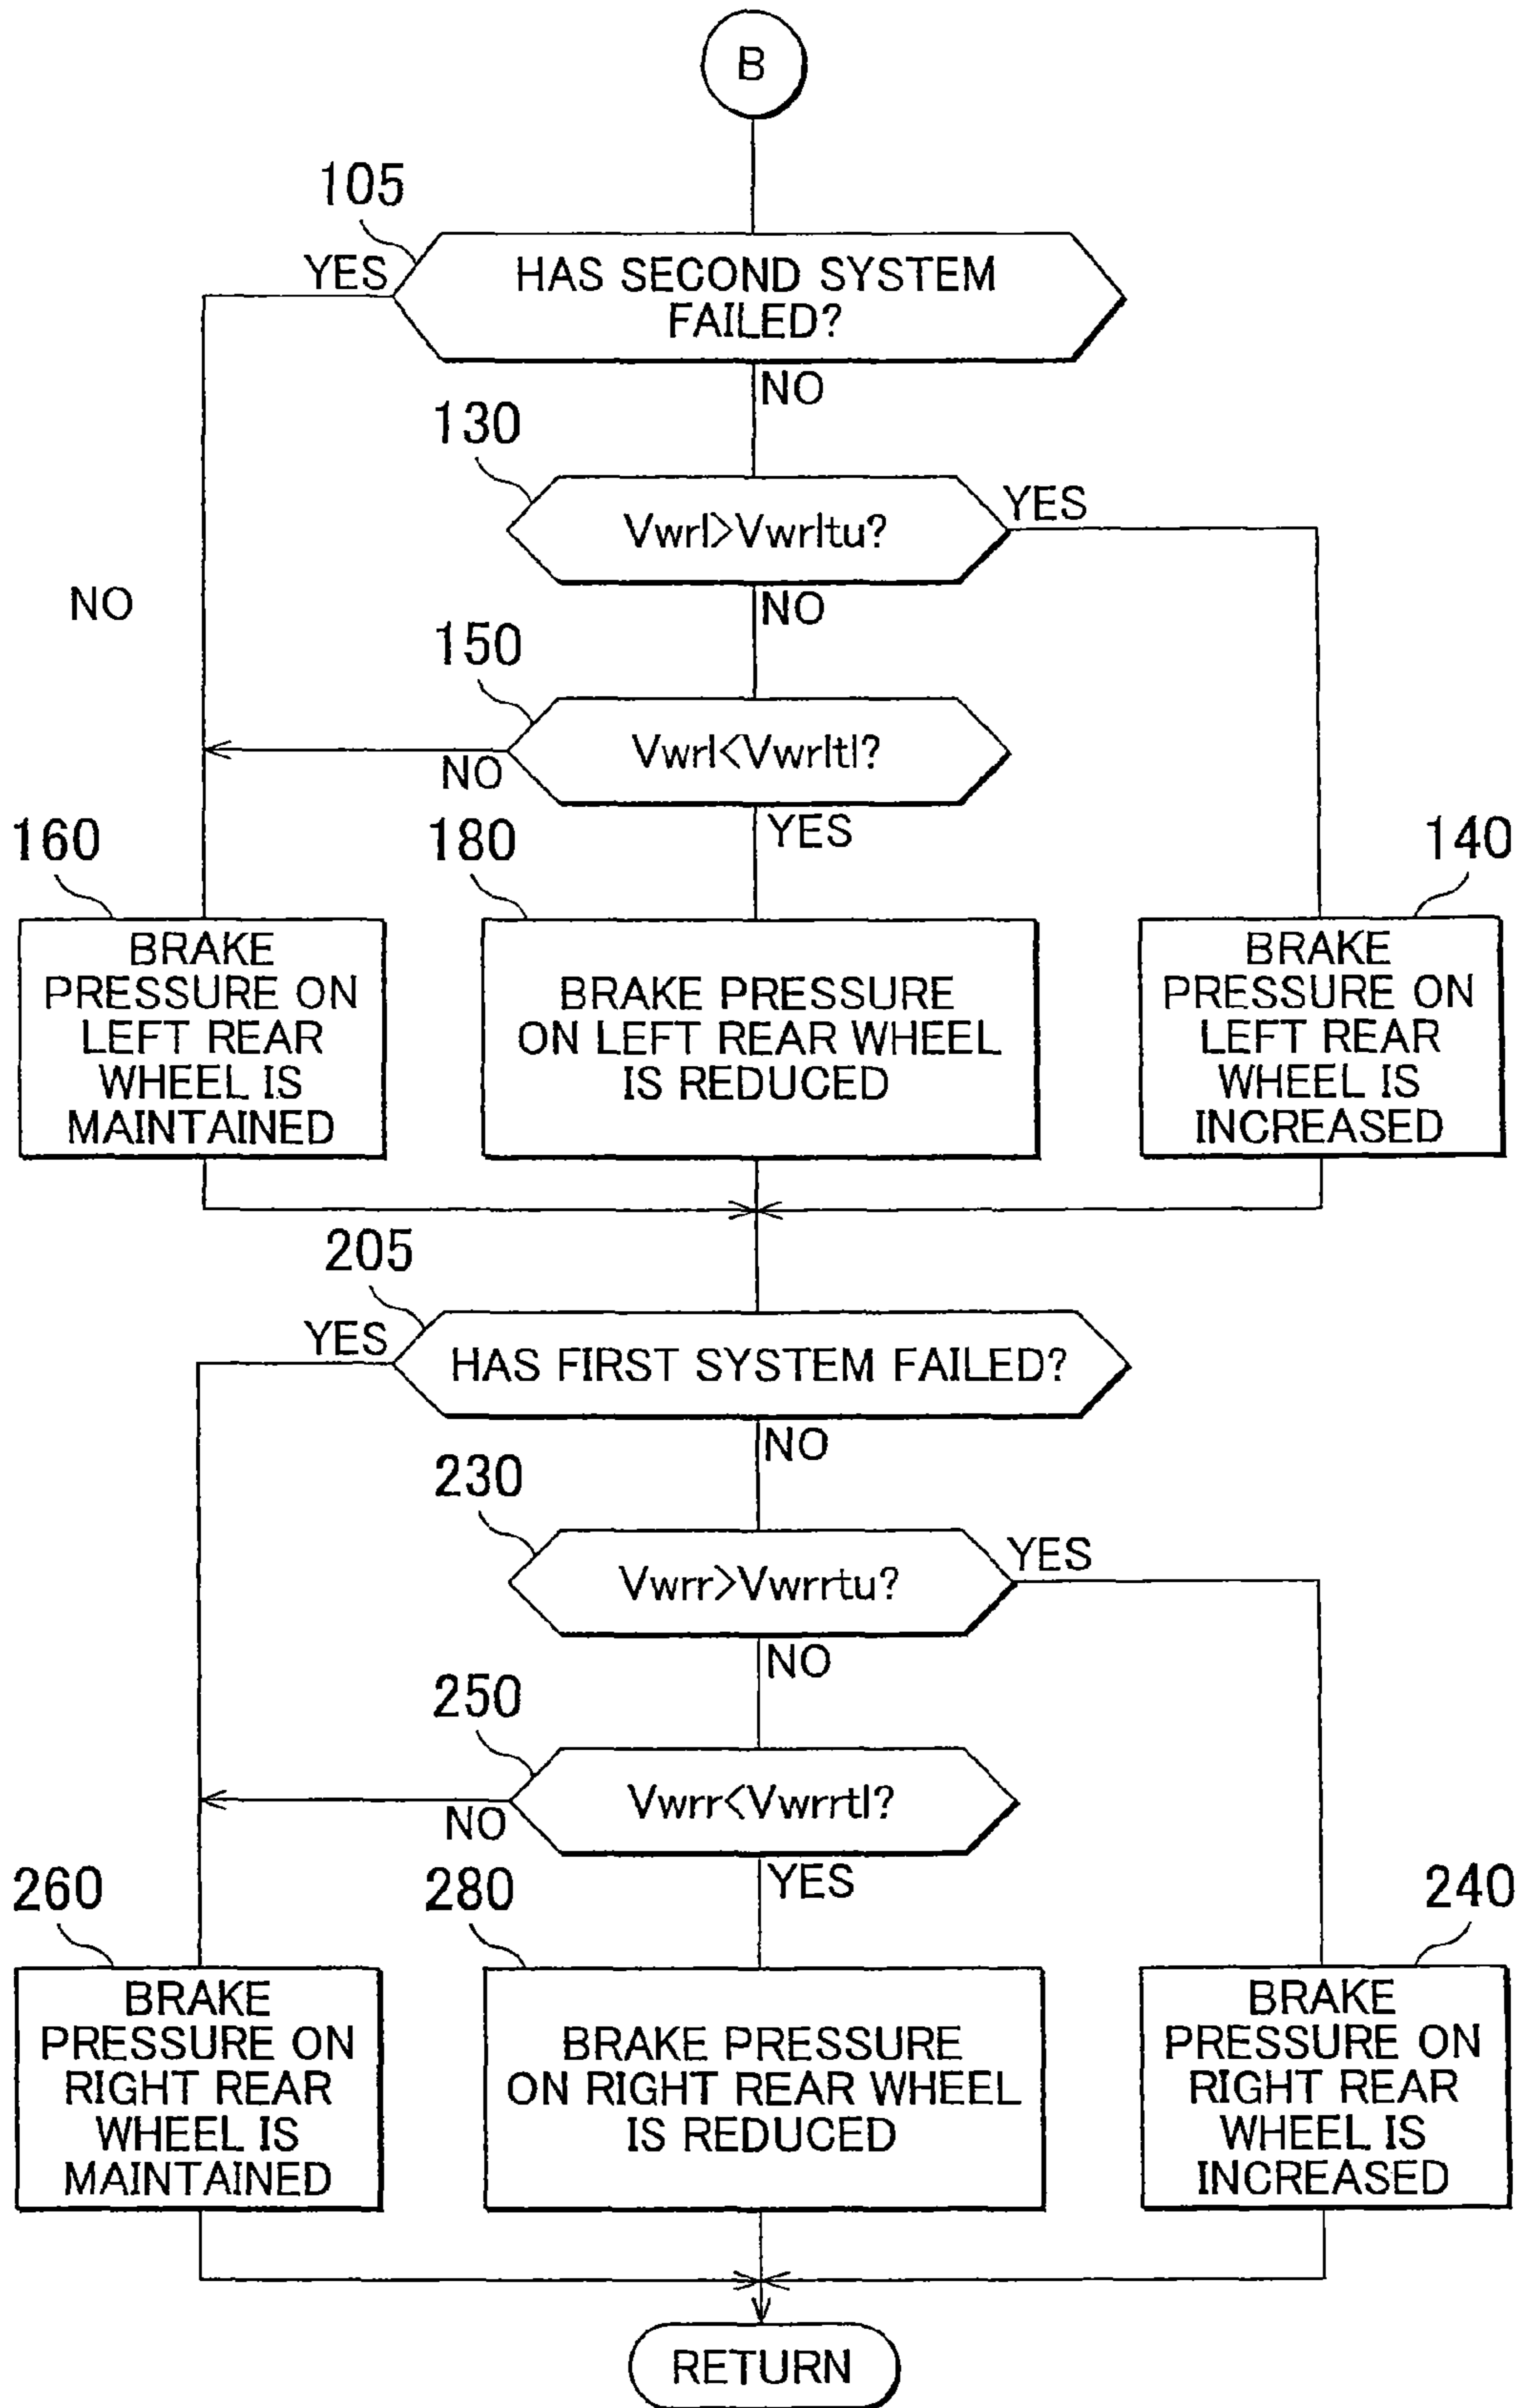 B
105
YES
HAS SECOND SYSTEM
FAILED?
NO
130
Vwrl>Vwrltu?
YES
NO
NO
150
Vwrl<Vwrltl?
NO
YES
160
180
140
BRAKE
PRESSURE ON
LEFT REAR
WHEEL IS
MAINTAINED
BRAKE PRESSURE
ON LEFT REAR WHEEL
IS REDUCED
BRAKE
PRESSURE ON
LEFT REAR
WHEEL IS
INCREASED
205
YES
HAS FIRST SYSTEM FAILED?
NO
230
Vwrr>Vwrrtu?
YES
NO
250
Vwrr<Vwrrtl?
NO
YES
260
280
240
BRAKE
PRESSURE ON
RIGHT REAR
WHEEL IS
MAINTAINED
BRAKE PRESSURE
ON RIGHT REAR WHEEL
IS REDUCED
BRAKE
PRESSURE ON
RIGHT REAR
WHEEL IS
INCREASED
RETURN